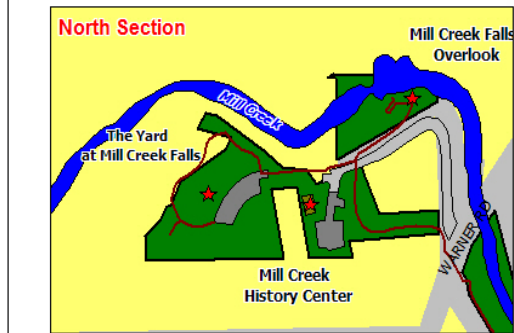 North Section
Mill Creek Falls
Overlook
Mill Creek
The Yard
at Mill Creek Falls
WARNER RD
Mill Creek
History Center